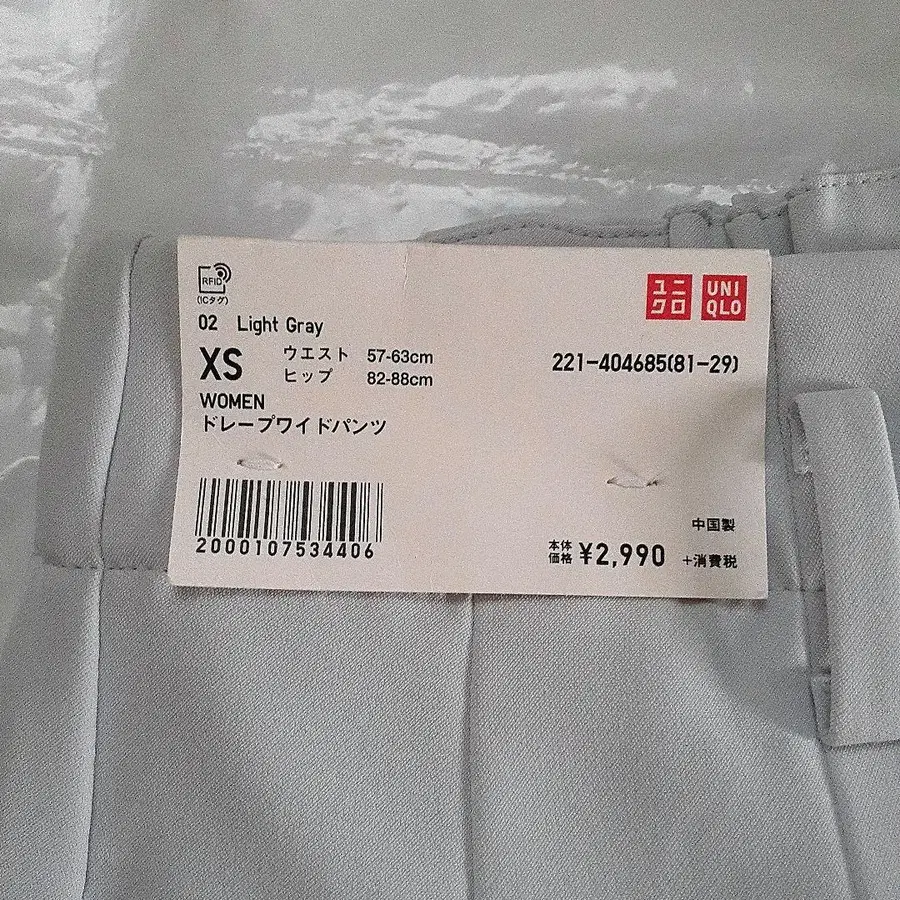 RFID
(ICタグ)
02 Light Gray
XS
ウエスト 57-63cm
ヒップ 82-88cm
WOMEN
ドレープワイドパンツ
2000107534406
ユニ
クロ
UNI
QLO
221-404685(81-29)
中国製
本体
価格
¥2,990
+消費税